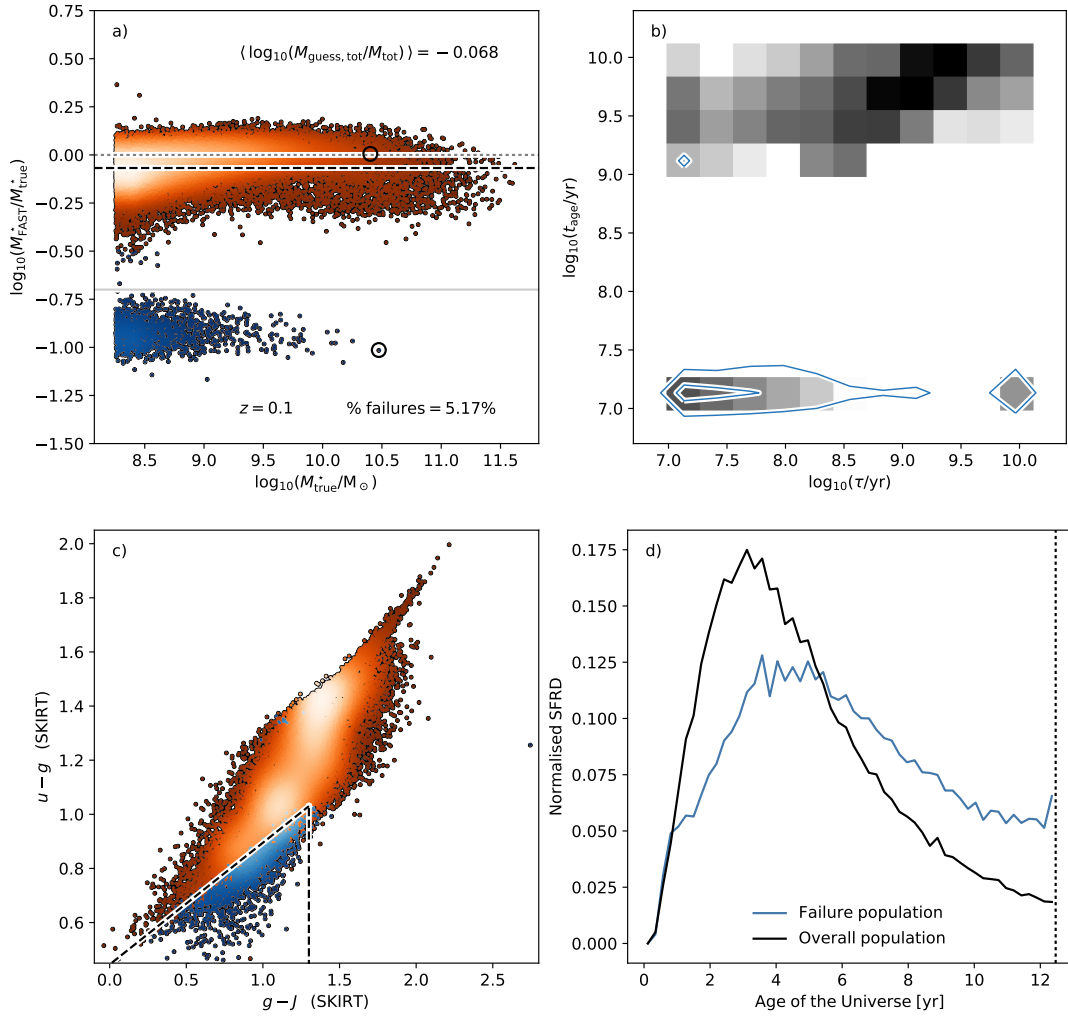 a)
⟨ log₁₀(M_guess, tot/M_tot) ⟩ = −0.068
0.75
0.50
0.25
0.00
−0.25
−0.50
−0.75
−1.00
−1.25
−1.50
log₁₀(M*_FAST/M*_true)
z = 0.1 % failures = 5.17%
8.5 9.0 9.5 10.0 10.5 11.0 11.5
log₁₀(M*_true/M⊙)
b)
10.0
9.5
9.0
8.5
8.0
7.5
7.0
log₁₀(t_age/yr)
7.0 7.5 8.0 8.5 9.0 9.5 10.0
log₁₀(τ/yr)
c)
2.0
1.8
1.6
1.4
1.2
1.0
0.8
0.6
u − g (SKIRT)
0.0 0.5 1.0 1.5 2.0 2.5
g − J (SKIRT)
d)
0.175
0.150
0.125
0.100
0.075
0.050
0.025
0.000
Normalised SFRD
Failure population
Overall population
0 2 4 6 8 10 12
Age of the Universe [yr]